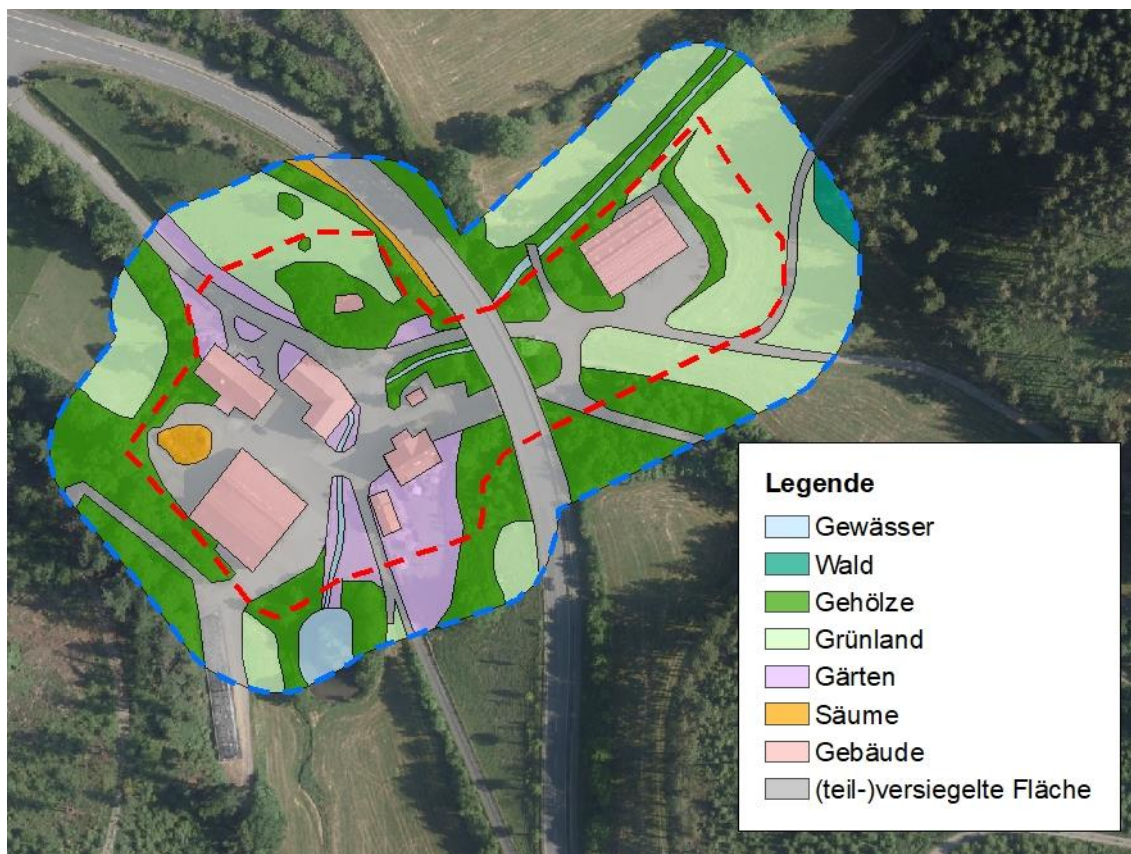 Legende
Gewässer
Wald
Gehölze
Grünland
Gärten
Säume
Gebäude
(teil-)versiegelte Fläche